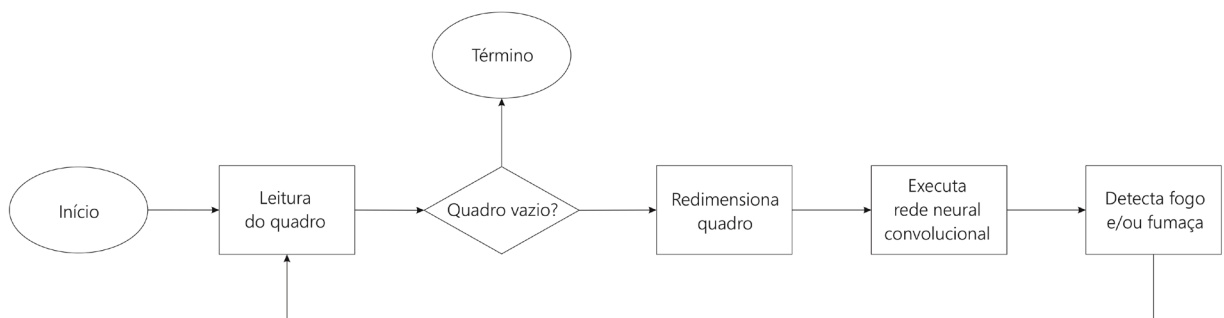 Término
Início
Leitura
do quadro
Quadro vazio?
Redimensiona
quadro
Executa
rede neural
convolucional
Detecta fogo
e/ou fumaça